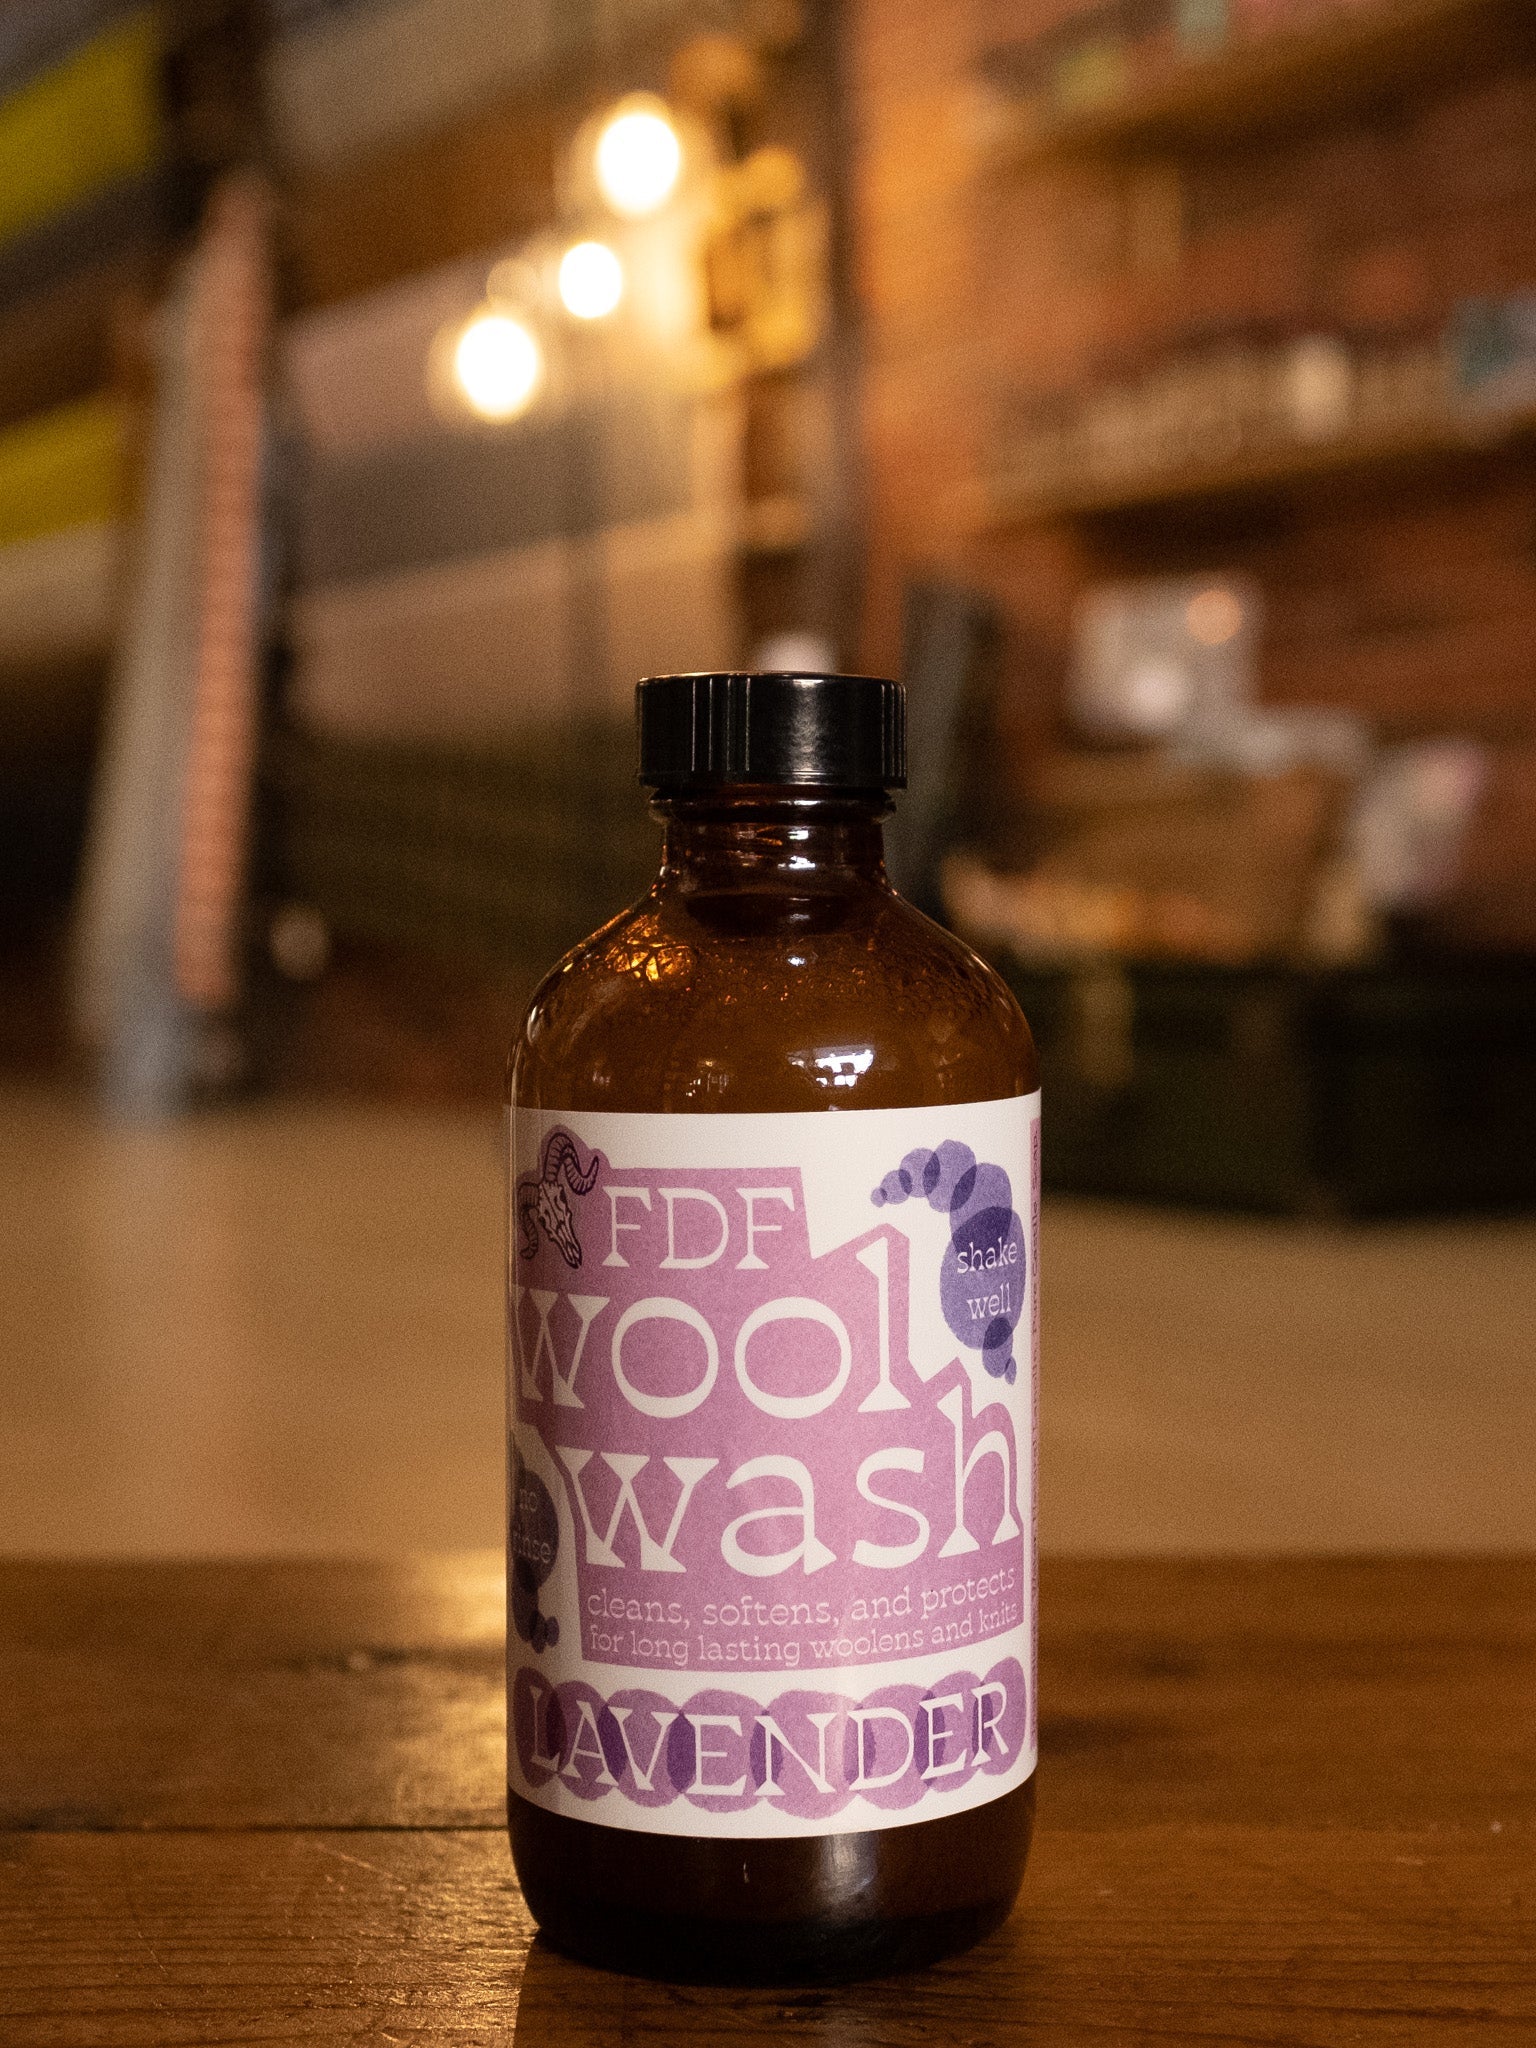 FDF
wool
wash
shake
well
no
rinse
cleans, softens, and protects
for long lasting woolens and knits
LAVENDER